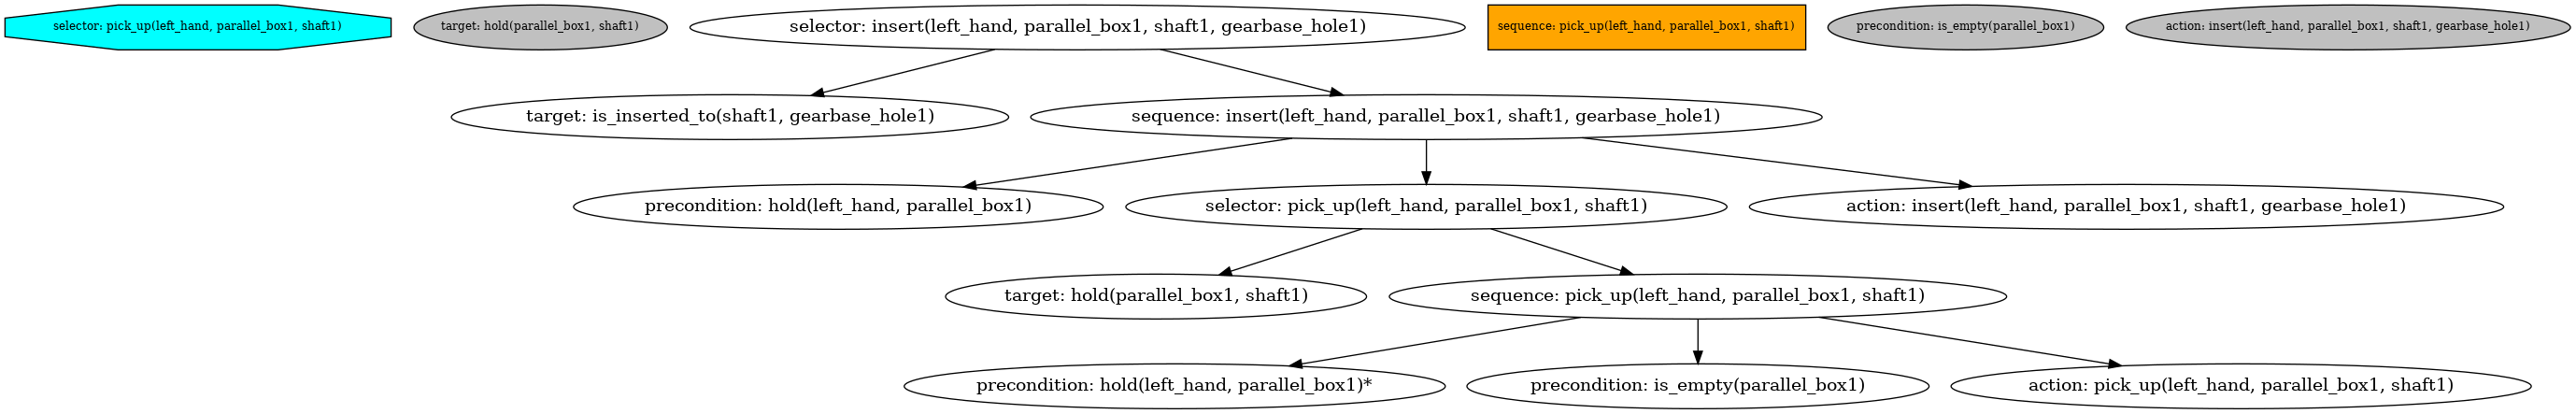 selector: pick_up(left_hand, parallel_box1, shaft1)
target: hold(parallel_box1, shaft1)
selector: insert(left_hand, parallel_box1, shaft1, gearbase_hole1)
sequence: pick_up(left_hand, parallel_box1, shaft1)
precondition: is_empty(parallel_box1)
action: insert(left_hand, parallel_box1, shaft1, gearbase_hole1)
target: is_inserted_to(shaft1, gearbase_hole1)
sequence: insert(left_hand, parallel_box1, shaft1, gearbase_hole1)
precondition: hold(left_hand, parallel_box1)
selector: pick_up(left_hand, parallel_box1, shaft1)
action: insert(left_hand, parallel_box1, shaft1, gearbase_hole1)
target: hold(parallel_box1, shaft1)
sequence: pick_up(left_hand, parallel_box1, shaft1)
precondition: hold(left_hand, parallel_box1)*
precondition: is_empty(parallel_box1)
action: pick_up(left_hand, parallel_box1, shaft1)